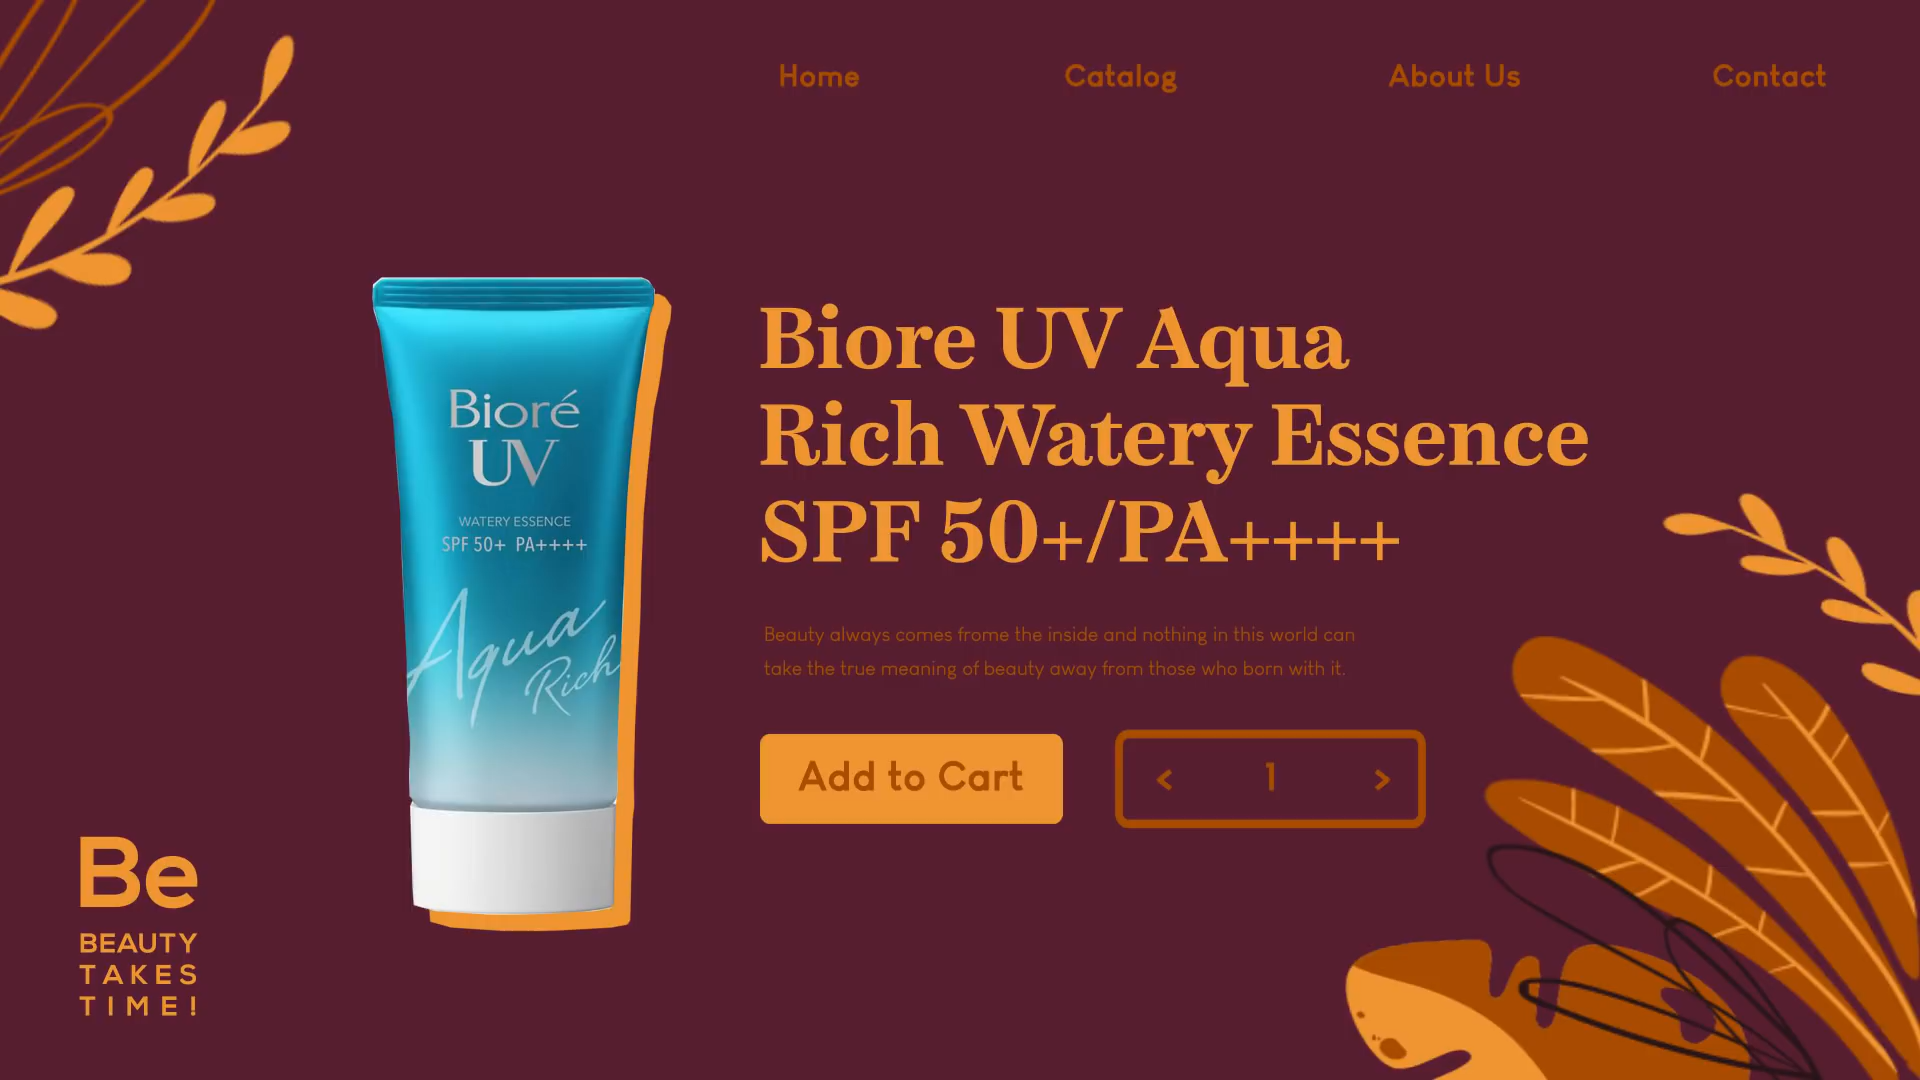 Home
Catalog
About Us
Contact
Bioré
UV
WATERY ESSENCE
SPF 50+ PA++++
Aqua
Rich
Biore UV Aqua
Rich Watery Essence
SPF 50+/PA++++
Beauty always comes frome the inside and nothing in this world can
take the true meaning of beauty away from those who born with it.
Add to Cart
< 1 >
Be
BEAUTY
TAKES
TIME!